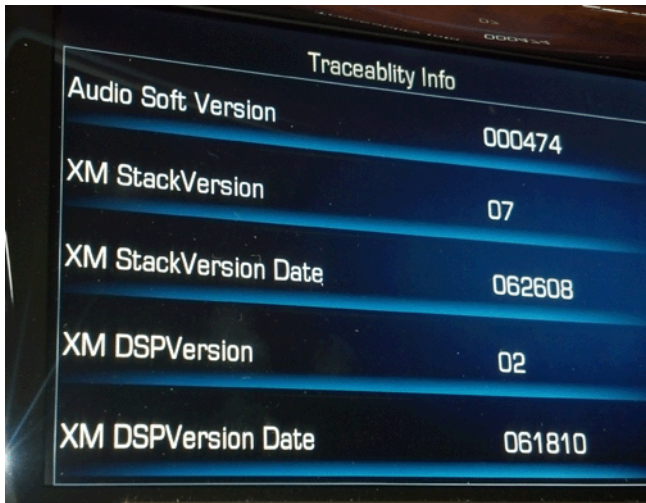 Traceablity Info
Audio Soft Version 000474
XM StackVersion 07
XM StackVersion Date 062608
XM DSPVersion 02
XM DSPVersion Date 061810